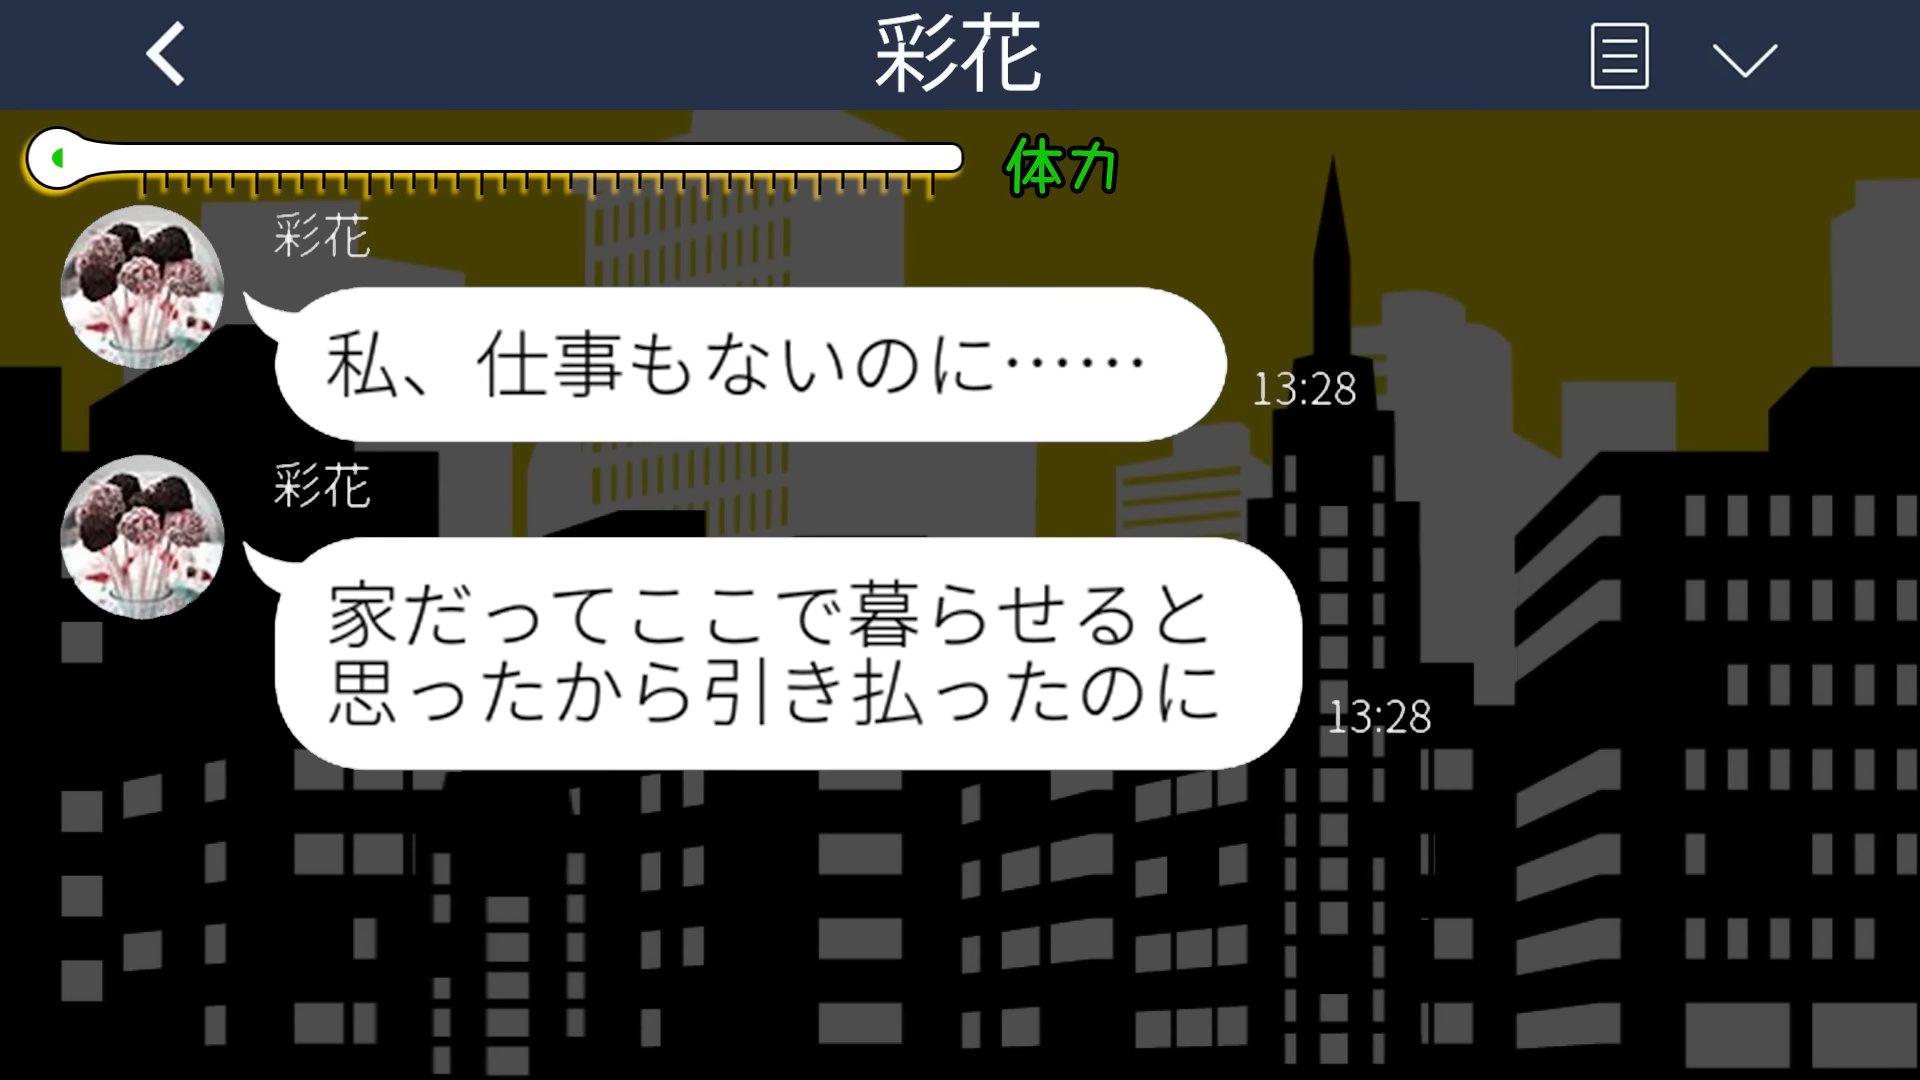 彩花
体力
彩花
私、仕事もないのに……
13:28
彩花
家だってここで暮らせると
思ったから引き払ったのに
13:28